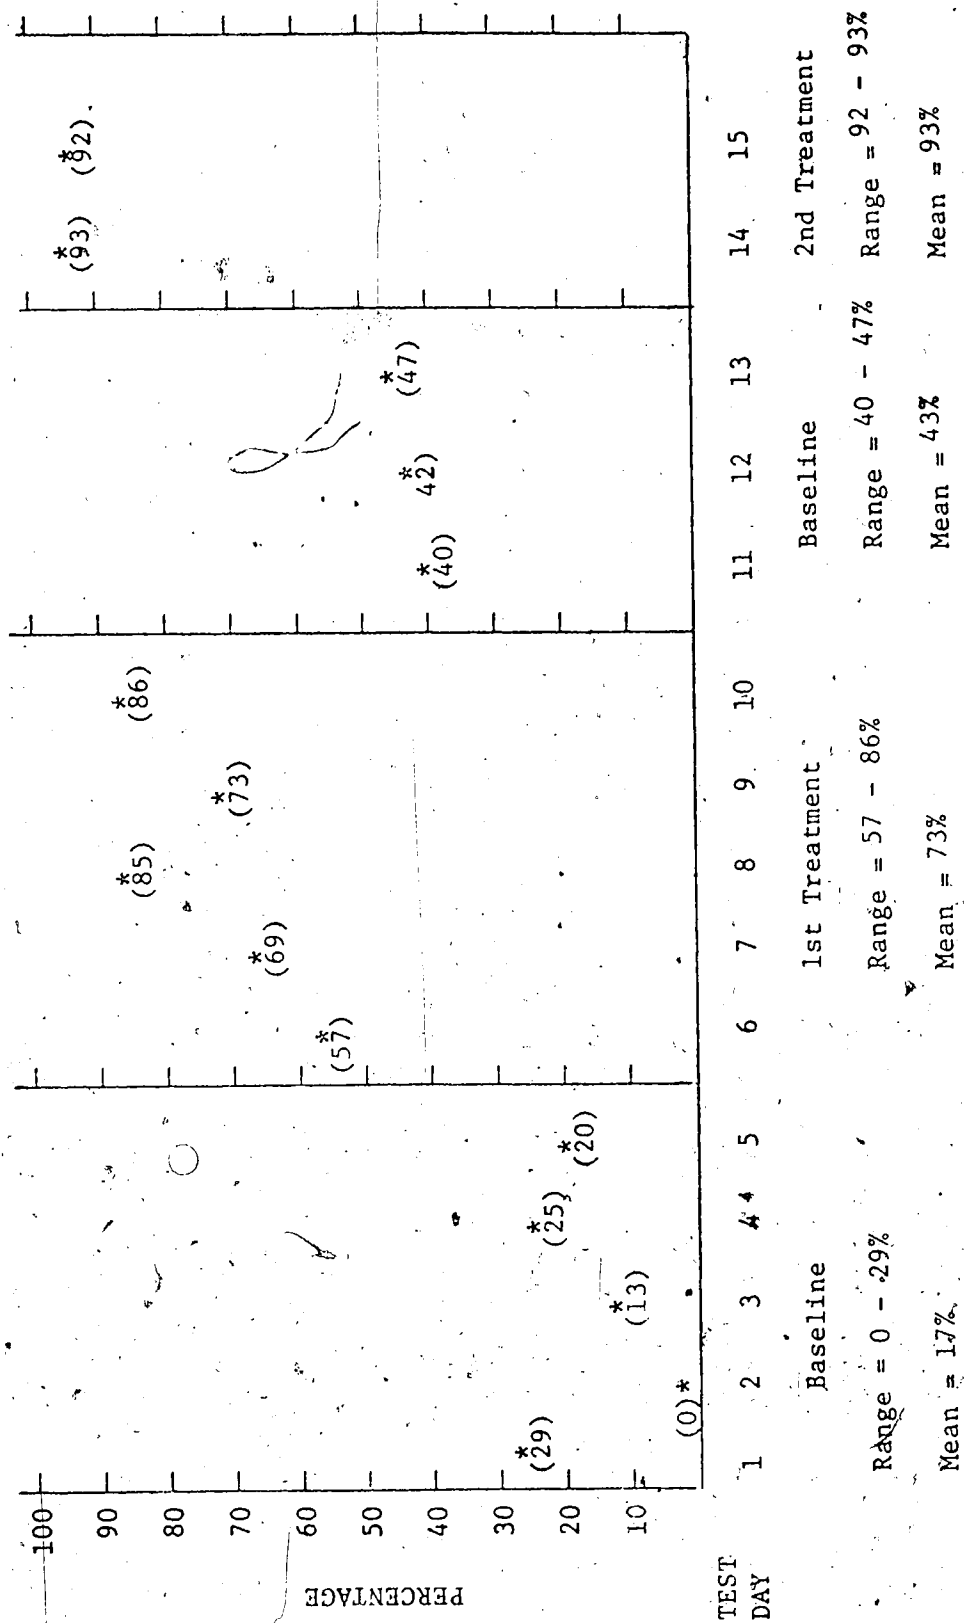 100
90
80
70
60
50
40
30
20
10
PERCENTAGE
* (29)
(0)*
* (13)
* (25)
* (20)
* (57)
* (69)
* (85)
* (73)
* (86)
* (40)
* 42)
* (47)
* (93)
* (92)
TEST DAY
1 2 3 4 5 6 7 8 9 10 11 12 13 14 15
Baseline
Range = 0 - 29%
Mean = 17%
1st Treatment
Range = 57 - 86%
Mean = 73%
Baseline
Range = 40 - 47%
Mean = 43%
2nd Treatment
Range = 92 - 93%
Mean = 93%